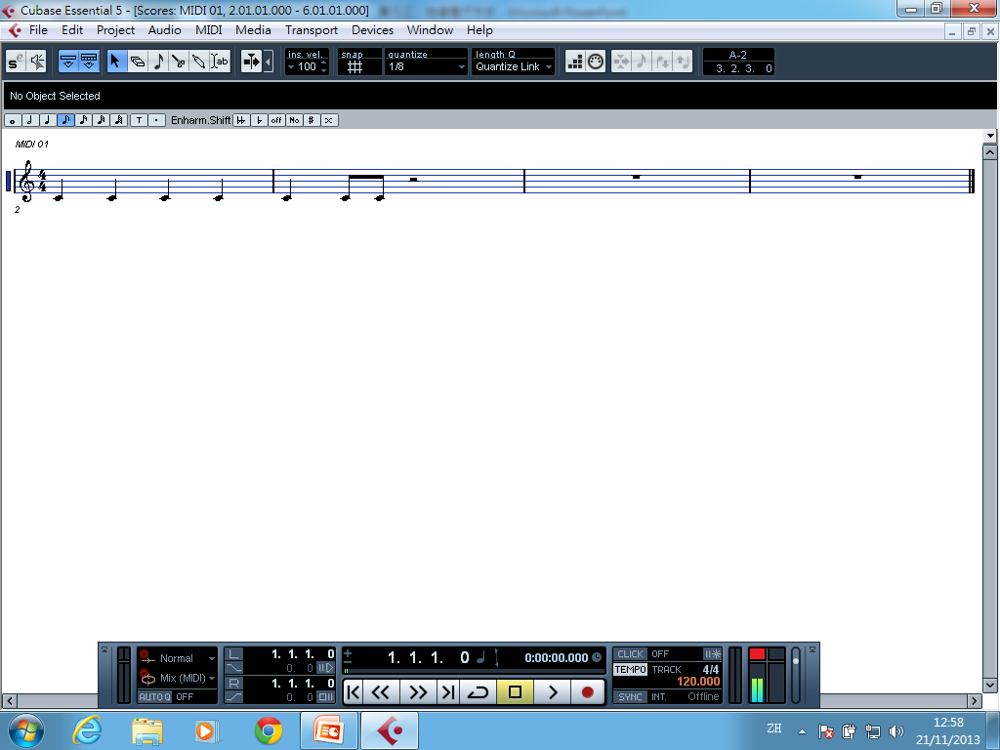 Cubase Essential 5 - [Scores: MIDI 01, 2.01.01.000 - 6.01.01.000]
File Edit Project Audio MIDI Media Transport Devices Window Help
ins. vel. snap quantize length Q A-2
100 1/8 Quantize Link 3. 2. 3. 0
No Object Selected
T Enharm.Shift off No
MIDI 01
4
4
2
L 1. 1. 1. 0
Normal 0. 0
1. 1. 1. 0 0:00:00.000
CLICK OFF
Mix (MIDI) R 1. 1. 1. 0
TEMPO TRACK 4/4
120.000
AUTO Q OFF 0. 0
SYNC INT. Offline
ZH 12:58
21/11/2013